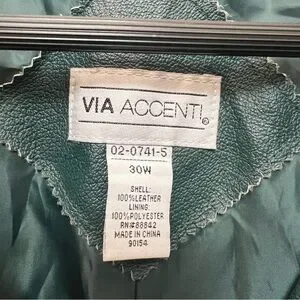 VIA ACCENTI®
02-0741-5
30W
SHELL:
100%LEATHER
LINING:
100%POLYESTER
RN#88842
MADE IN CHINA
90154